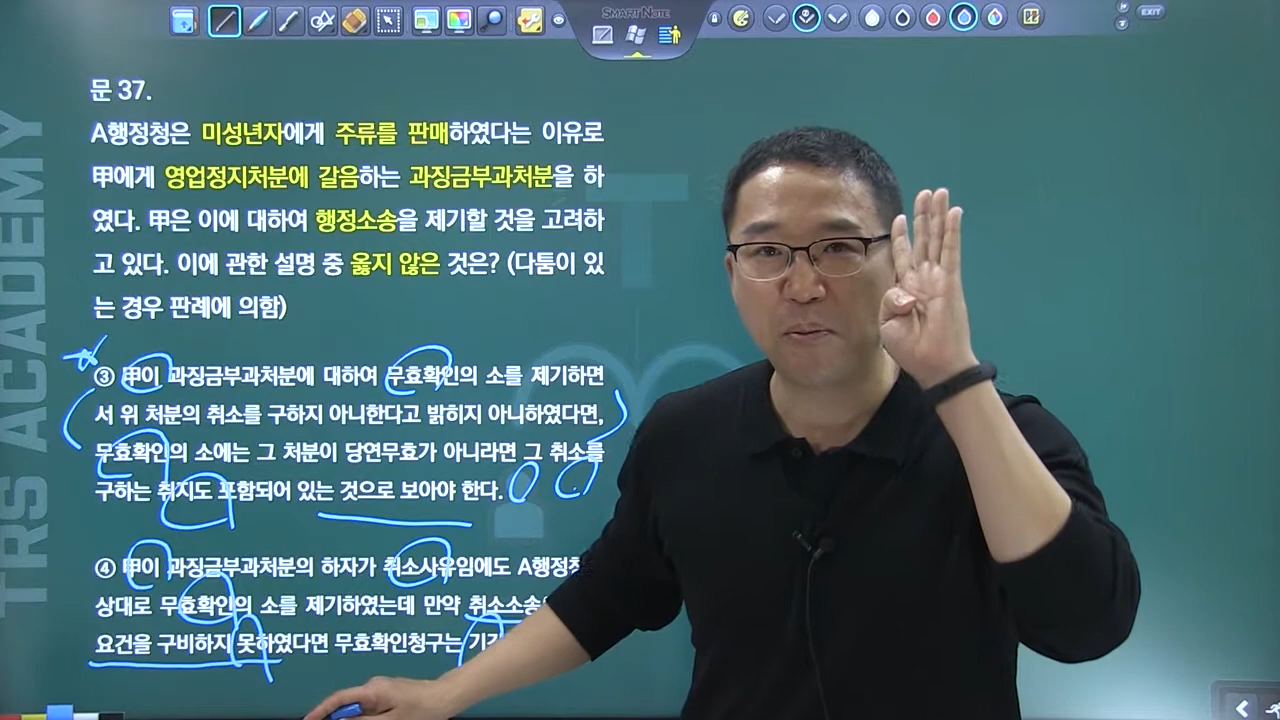 SMART NOTE
EXIT
TRS ACADEMY
문 37.
A행정청은 미성년자에게 주류를 판매하였다는 이유로
甲에게 영업정지처분에 갈음하는 과징금부과처분을 하
였다. 甲은 이에 대하여 행정소송을 제기할 것을 고려하
고 있다. 이에 관한 설명 중 옳지 않은 것은? (다툼이 있
는 경우 판례에 의함)
③ 甲이 과징금부과처분에 대하여 무효확인의 소를 제기하면
서 위 처분의 취소를 구하지 아니한다고 밝히지 아니하였다면,
무효확인의 소에는 그 처분이 당연무효가 아니라면 그 취소를
구하는 취지도 포함되어 있는 것으로 보아야 한다.
④ 甲이 과징금부과처분의 하자가 취소사유임에도 A행정청
상대로 무효확인의 소를 제기하였는데 만약 취소소송
요건을 구비하지 못하였다면 무효확인청구는 기각